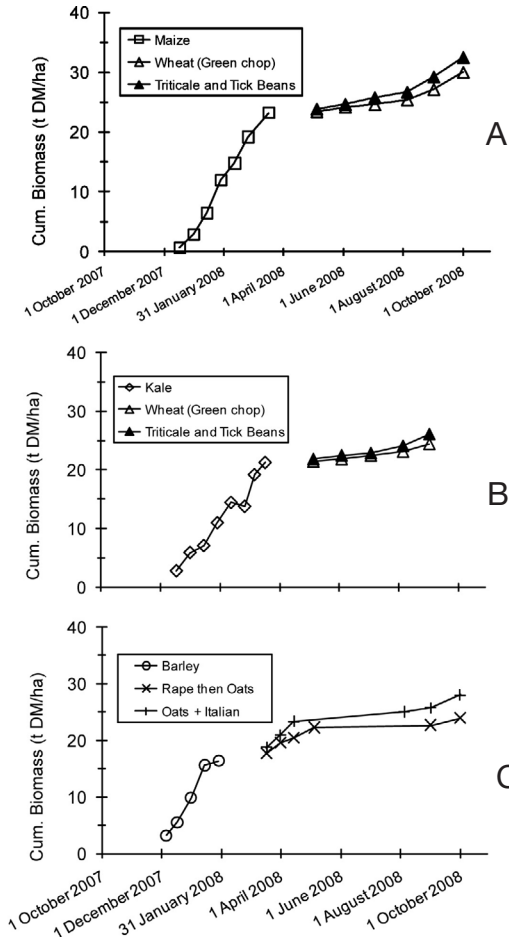 40
30
20
10
0
Cum. Biomass (t DM/ha)
Maize
Wheat (Green chop)
Triticale and Tick Beans
A
1 October 2007
1 December 2007
31 January 2008
1 April 2008
1 June 2008
1 August 2008
1 October 2008
40
30
20
10
0
Cum. Biomass (t DM/ha)
Kale
Wheat (Green chop)
Triticale and Tick Beans
B
40
30
20
10
0
Cum. Biomass (t DM/ha)
Barley
Rape then Oats
Oats + Italian
C
1 October 2007
1 December 2007
31 January 2008
1 April 2008
1 June 2008
1 August 2008
1 October 2008